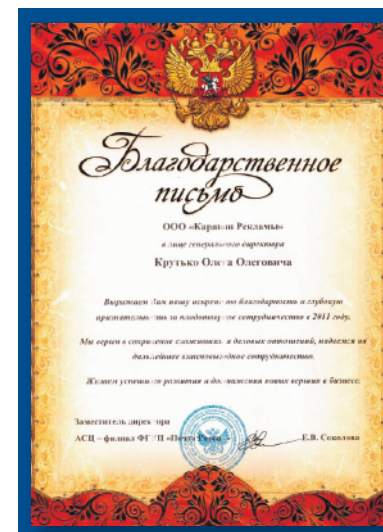 Благодарственное
письмо
ООО «Караван Рекламы»
в лице генерального директора
Крутько Олега Олеговича
Выражаем Вам нашу искреннюю благодарность и глубокую
признательность за плодотворное сотрудничество в 2011 году.
Мы верим в сохранение сложившихся деловых отношений, надеемся на
дальнейшее взаимовыгодное сотрудничество.
Желаем успешного развития и достижения новых вершин в бизнесе.
Заместитель директора
АСЦ – филиал ФГУП «Почта России» Е.В. Соколова